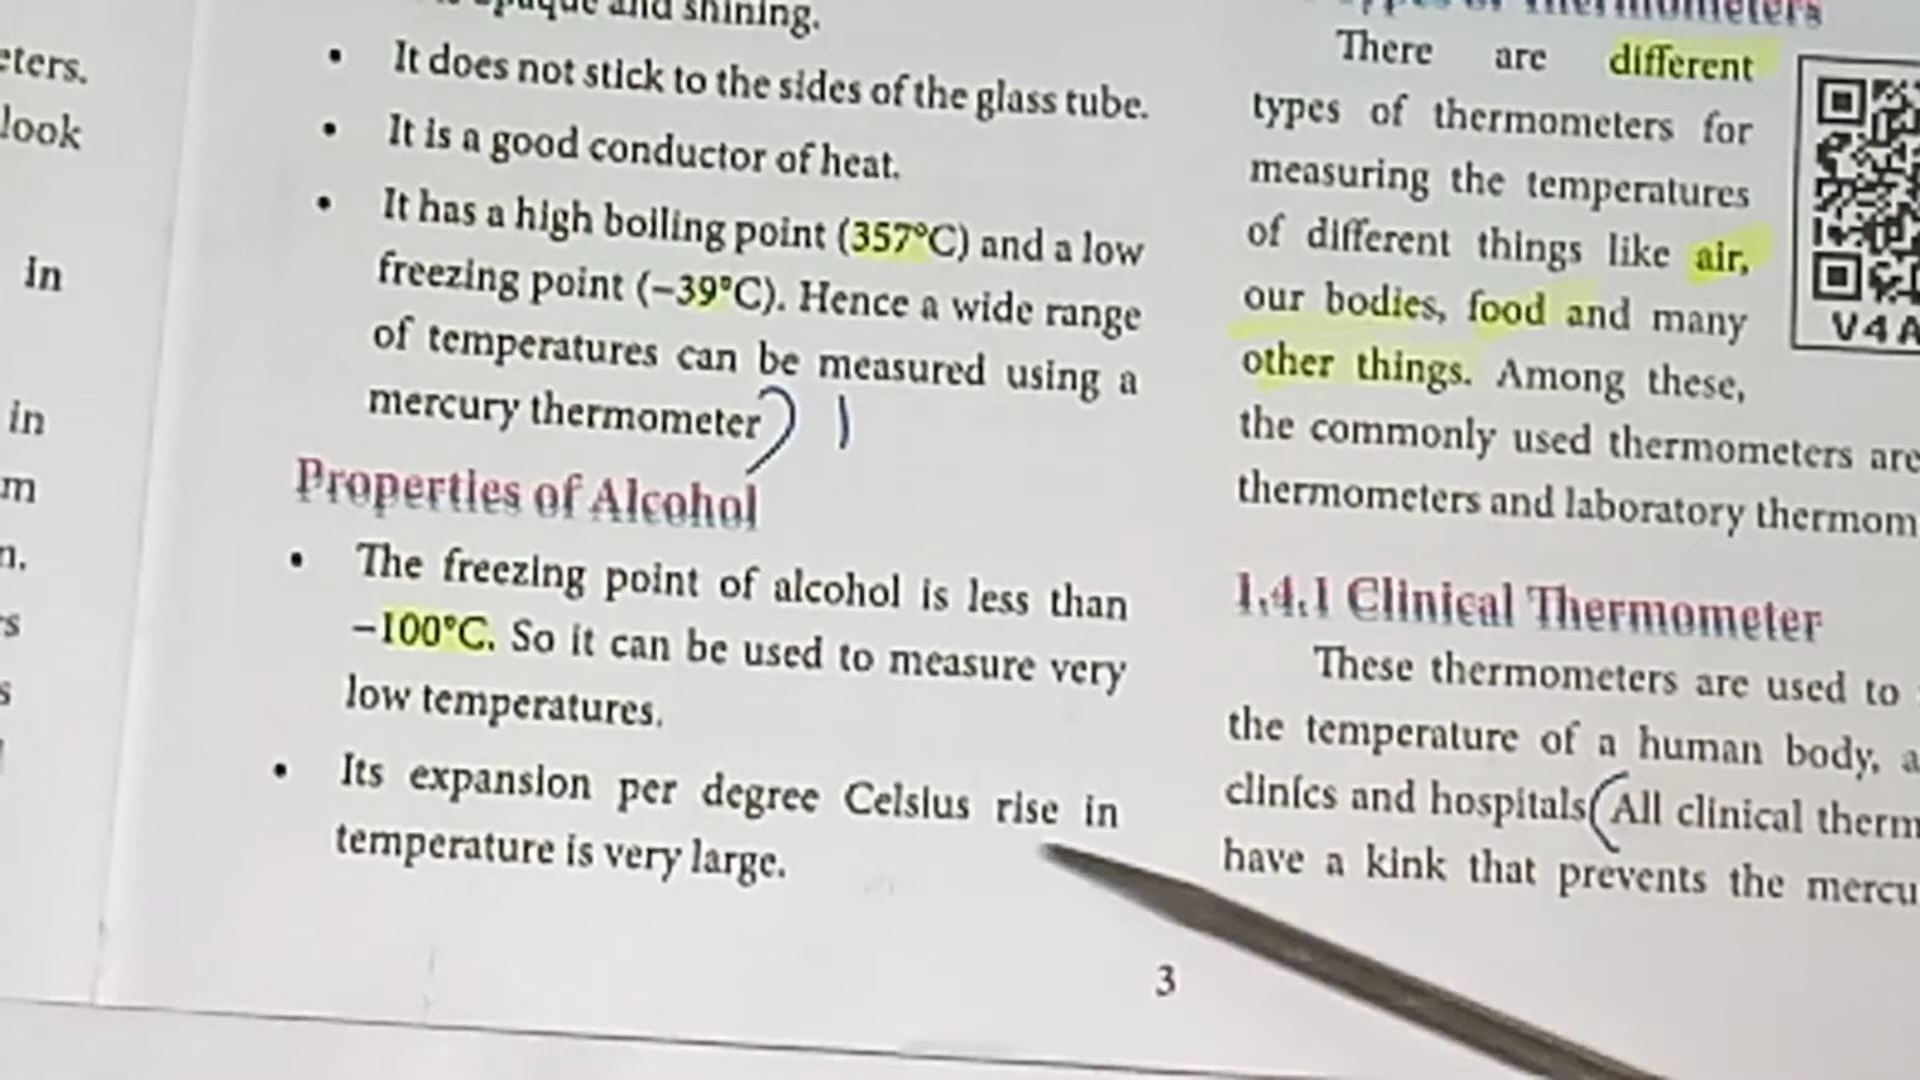 eters.
look
in
in
m
n.
opaque and shining.
• It does not stick to the sides of the glass tube.
• It is a good conductor of heat.
• It has a high boiling point (357°C) and a low
freezing point (−39°C). Hence a wide range
of temperatures can be measured using a
mercury thermometer
Properties of Alcohol
• The freezing point of alcohol is less than
−100°C. So it can be used to measure very
low temperatures.
• Its expansion per degree Celsius rise in
temperature is very large.
Types of Thermometers
There are different
types of thermometers for
measuring the temperatures
of different things like air,
our bodies, food and many
other things. Among these,
the commonly used thermometers are
thermometers and laboratory thermom
1.4.1 Clinical Thermometer
These thermometers are used to
the temperature of a human body, a
clinics and hospitals (All clinical therm
have a kink that prevents the mercu
V4A
3